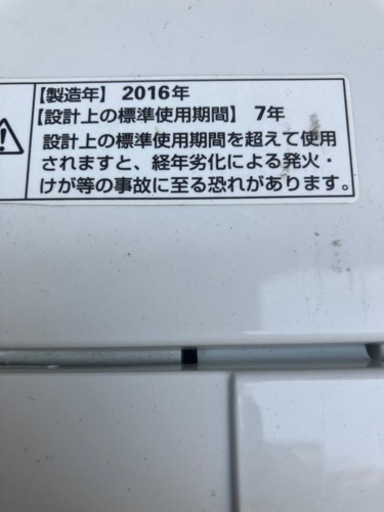 【製造年】 2016年
【設計上の標準使用期間】 7年
設計上の標準使用期間を超えて使用
されますと、経年劣化による発火・
けが等の事故に至る恐れがあります。